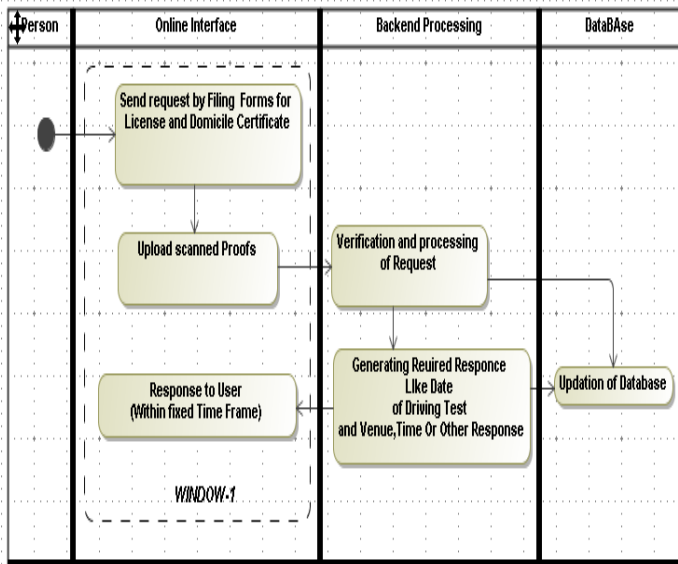 Person
Online Interface
Backend Processing
DataBAse
Send request by Filing Forms for
License and Domicile Certificate
Upload scanned Proofs
Verification and processing
of Request
Generating Reuired Responce
Like Date
of Driving Test
and Venue,Time Or Other Response
Response to User
(Within fixed Time Frame)
Updation of Database
WINDOW-1